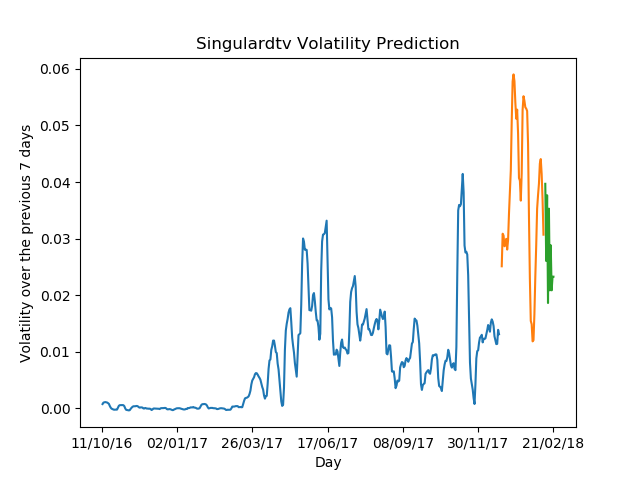 Singulardtv Volatility Prediction
0.06
0.05
0.04
0.03
0.02
0.01
0.00
Volatility over the previous 7 days
11/10/16 02/01/17 26/03/17 17/06/17 08/09/17 30/11/17 21/02/18
Day